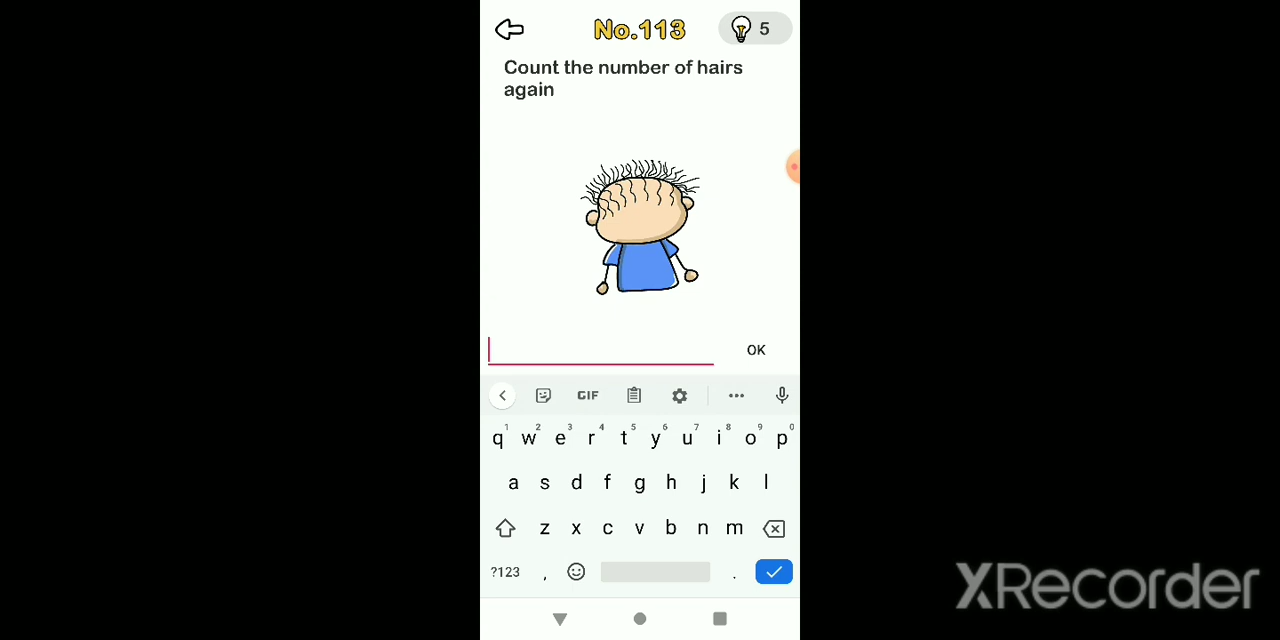 No.113
5
Count the number of hairs
again
OK
GIF
1 2 3 4 5 6 7 8 9 0
q w e r t y u i o p
a s d f g h j k l
z x c v b n m
?123 , .
XRecorder